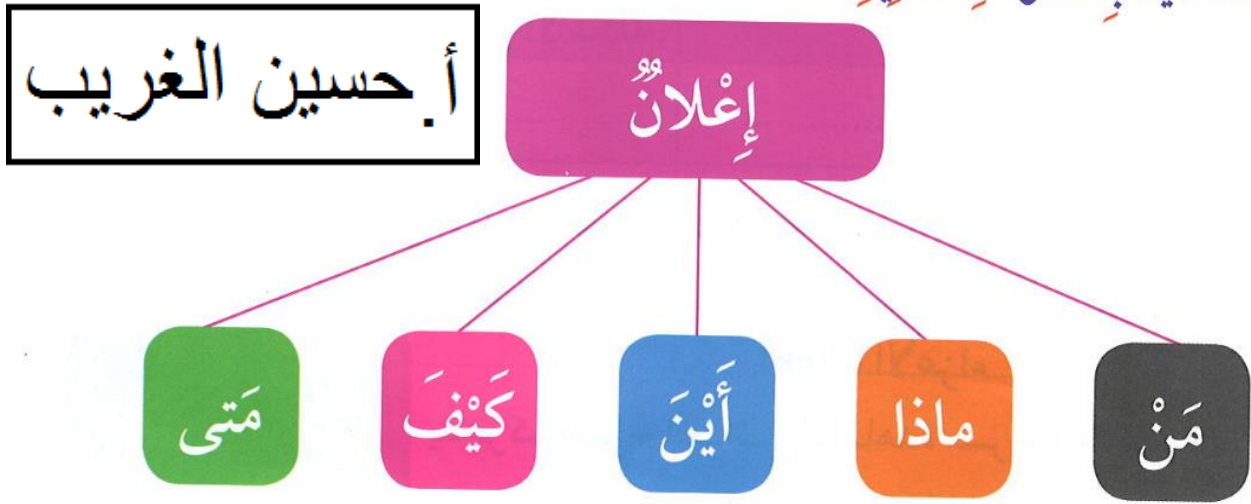 أ. حسين الغريب
إِعْلانٌ
مَنْ
ماذا
أَيْنَ
كَيْفَ
مَتى